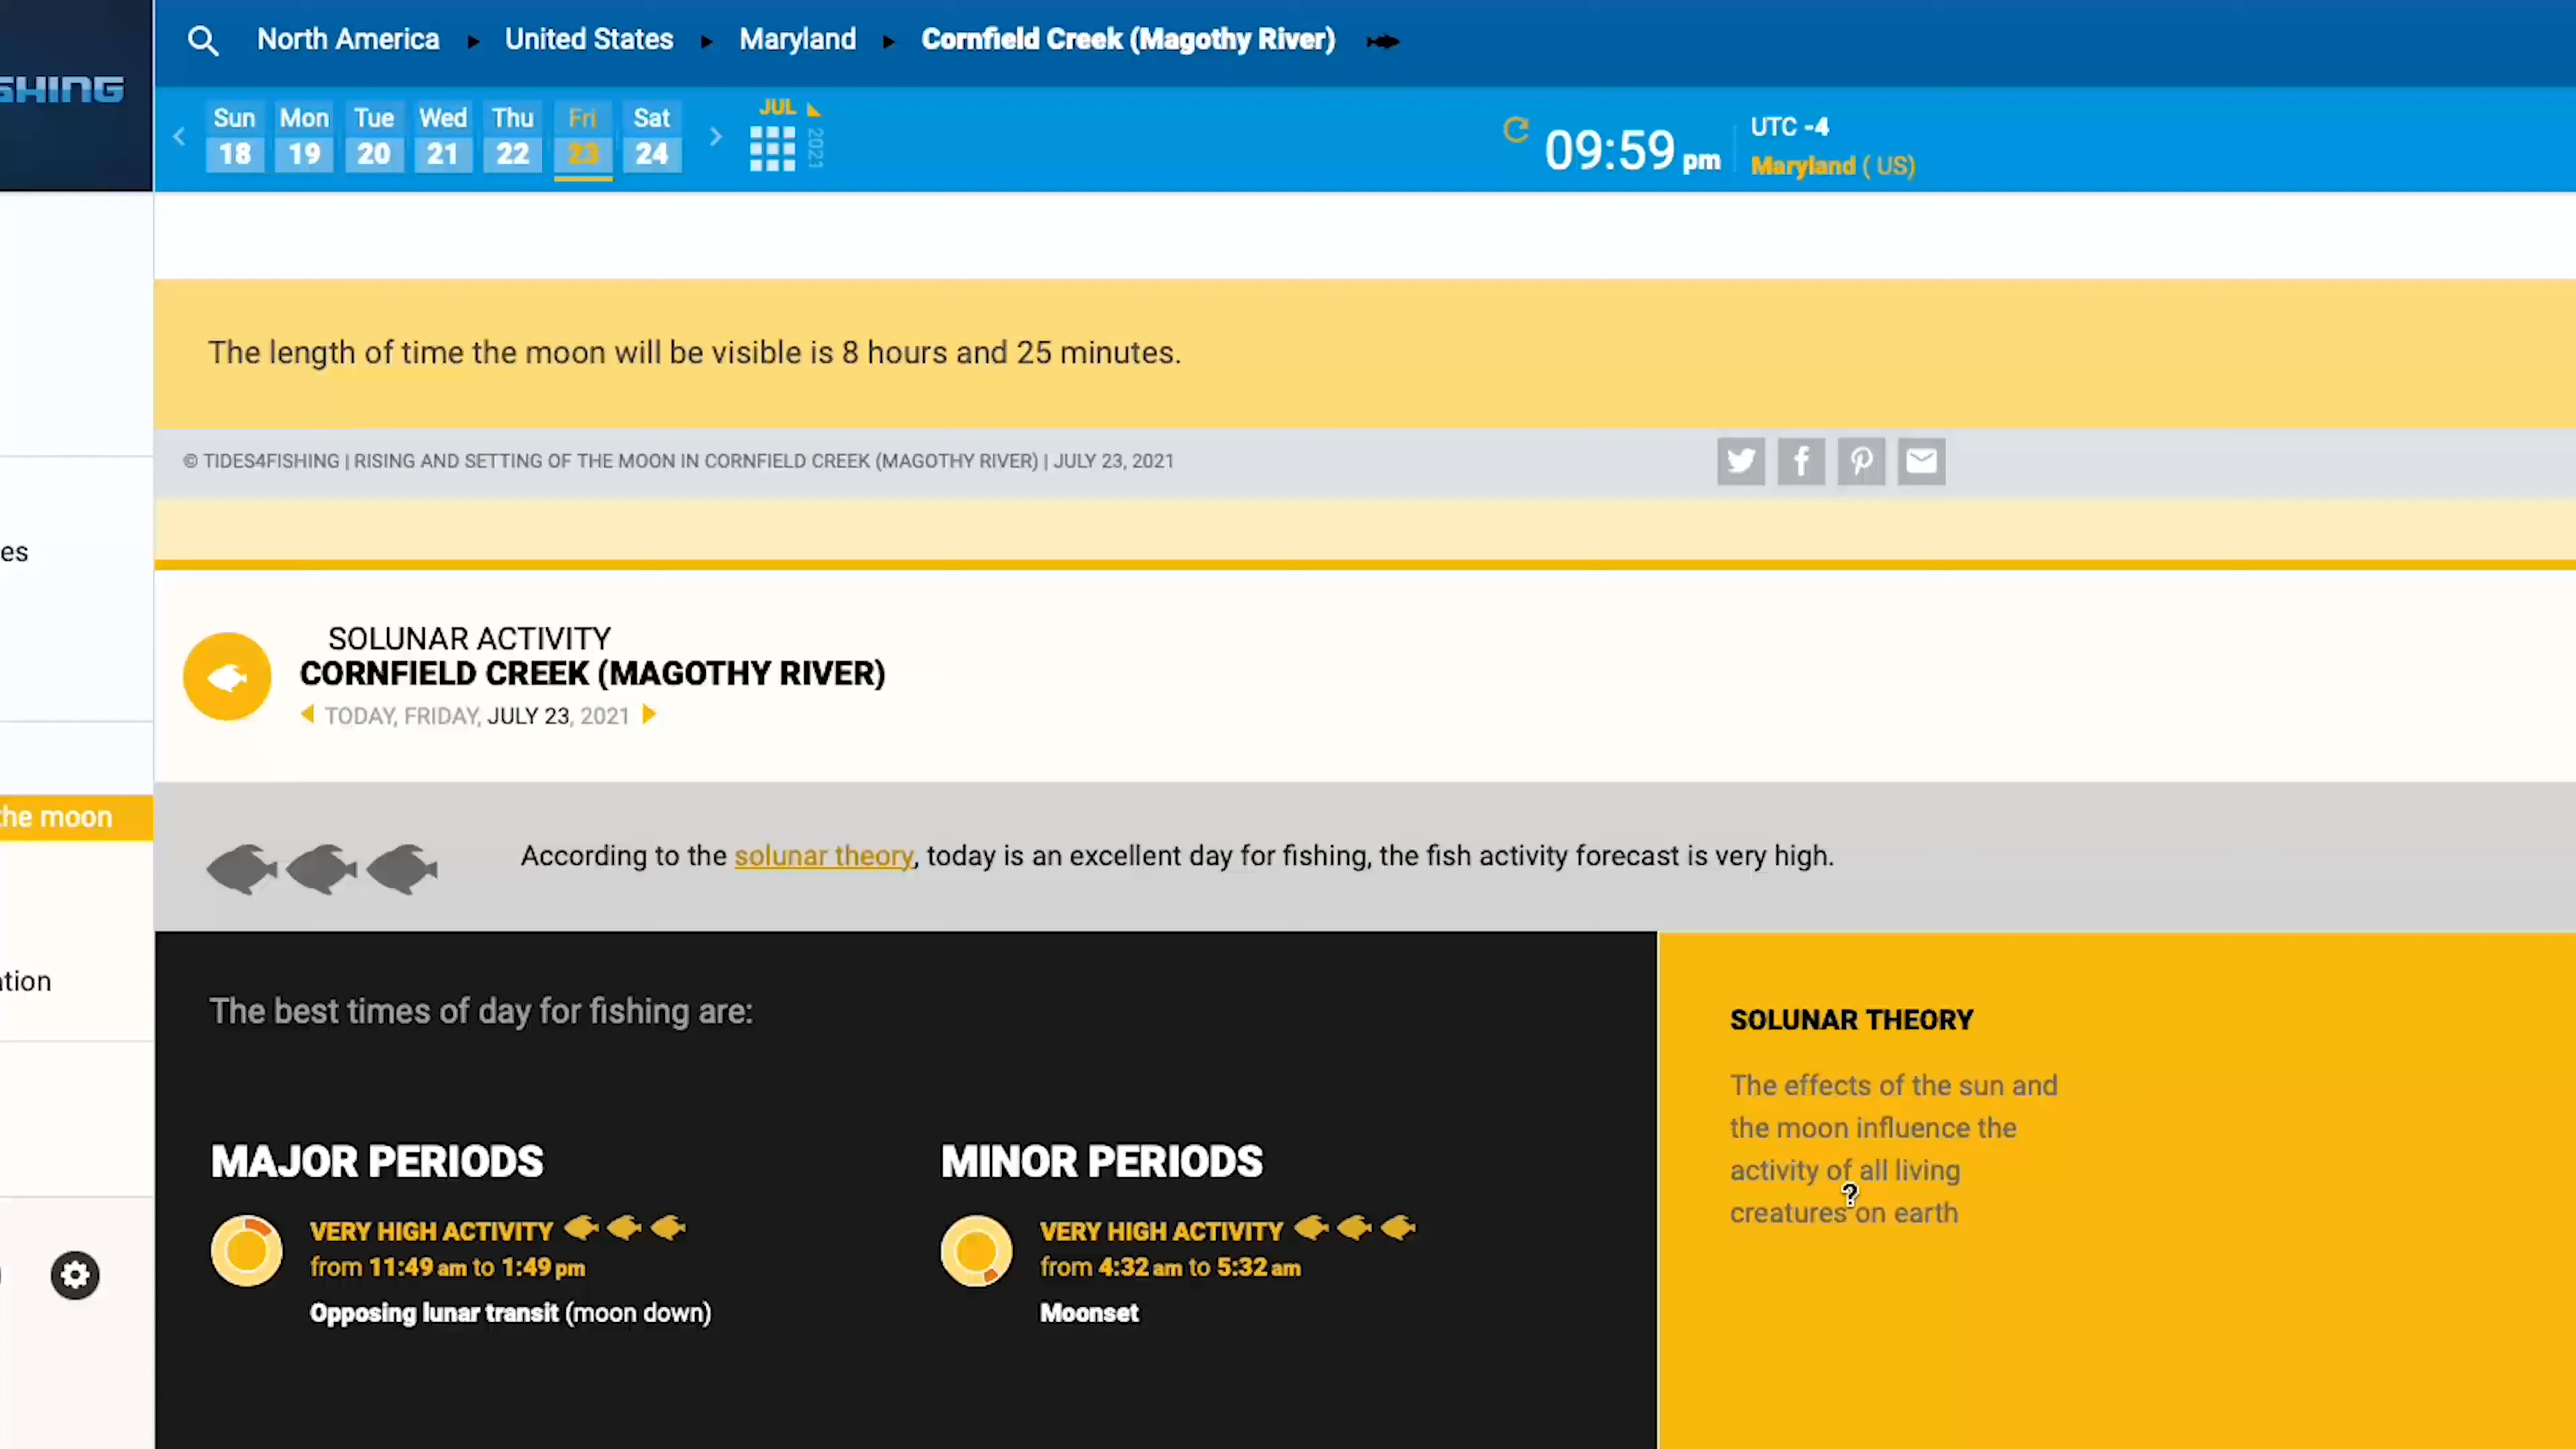 North America United States Maryland Cornfield Creek (Magothy River)
SHING
Sun Mon Tue Wed Thu Fri Sat
18 19 20 21 22 23 24
JUL
2021
09:59 pm
UTC -4
Maryland ( US)
The length of time the moon will be visible is 8 hours and 25 minutes.
© TIDES4FISHING | RISING AND SETTING OF THE MOON IN CORNFIELD CREEK (MAGOTHY RIVER) | JULY 23, 2021
es
SOLUNAR ACTIVITY
CORNFIELD CREEK (MAGOTHY RIVER)
TODAY, FRIDAY, JULY 23, 2021
the moon
According to the solunar theory, today is an excellent day for fishing, the fish activity forecast is very high.
tion
The best times of day for fishing are:
MAJOR PERIODS
VERY HIGH ACTIVITY
from 11:49 am to 1:49 pm
Opposing lunar transit (moon down)
MINOR PERIODS
VERY HIGH ACTIVITY
from 4:32 am to 5:32 am
Moonset
SOLUNAR THEORY
The effects of the sun and
the moon influence the
activity of all living
creatures on earth